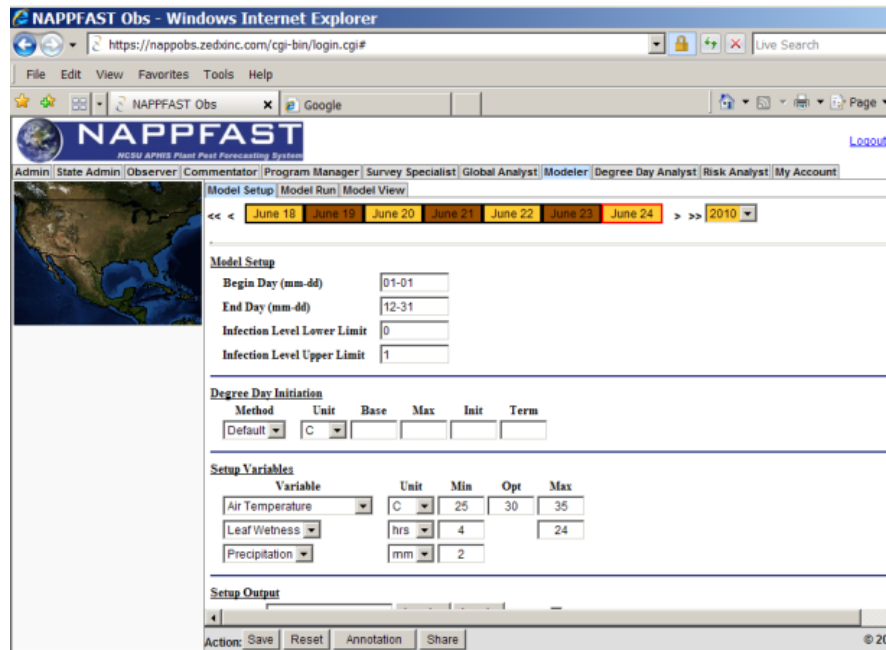 NAPPFAST Obs - Windows Internet Explorer
https://nappobs.zedxinc.com/cgi-bin/login.cgi#
Live Search
File Edit View Favorites Tools Help
NAPPFAST Obs
Google
Page
NAPPFAST
NCSU APHIS Plant Pest Forecasting System
Logout
Admin State Admin Observer Commentator Program Manager Survey Specialist Global Analyst Modeler Degree Day Analyst Risk Analyst My Account
Model Setup Model Run Model View
<< < June 18 June 19 June 20 June 21 June 22 June 23 June 24 > >> 2010
Model Setup
Begin Day (mm-dd) 01-01
End Day (mm-dd) 12-31
Infection Level Lower Limit 0
Infection Level Upper Limit 1
Degree Day Initiation
Method Unit Base Max Init Term
Default C
Setup Variables
Variable Unit Min Opt Max
Air Temperature C 25 30 35
Leaf Wetness hrs 4 24
Precipitation mm 2
Setup Output
Action: Save Reset Annotation Share
© 20